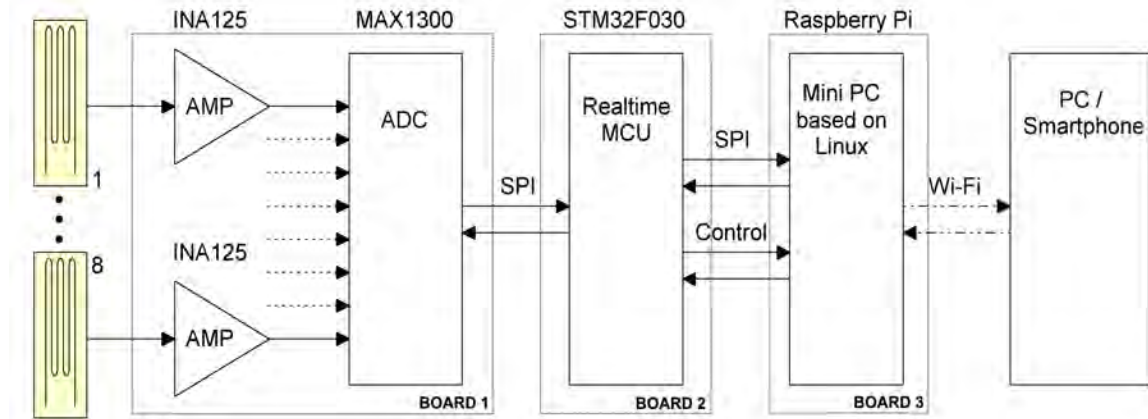 INA125
MAX1300
STM32F030
Raspberry Pi
AMP
ADC
Realtime
MCU
Mini PC
based on
Linux
PC /
Smartphone
1
SPI
SPI
Wi-Fi
Control
8
INA125
AMP
BOARD 1
BOARD 2
BOARD 3